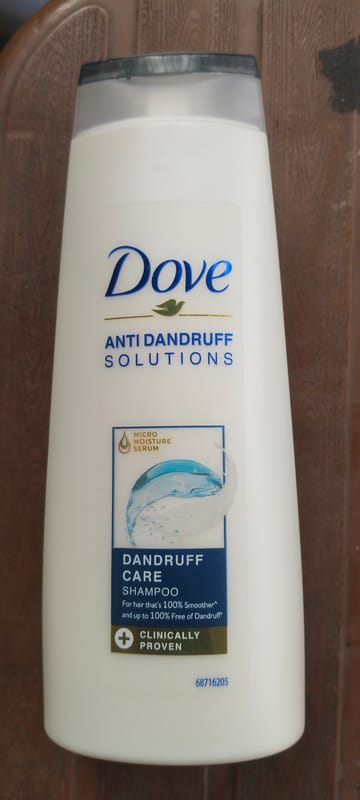 Dove
ANTI DANDRUFF
SOLUTIONS
MICRO
MOISTURE
SERUM
DANDRUFF
CARE
SHAMPOO
For hair that's 100% Smoother^
and up to 100% Free of Dandruff^
CLINICALLY
PROVEN
68716205